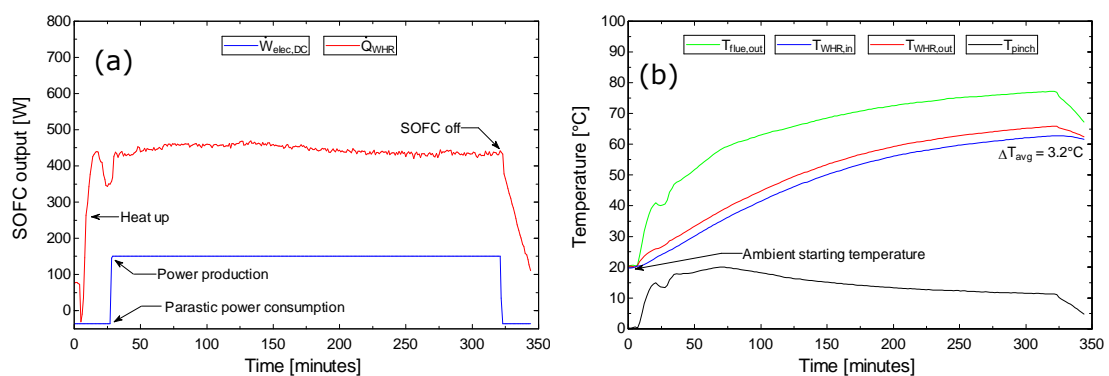 (a)
Ẇelec,DC Q̇WHR
SOFC output [W]
800
700
600
500
400
300
200
100
0
SOFC off
Heat up
Power production
Parastic power consumption
0 50 100 150 200 250 300 350
Time [minutes]
(b)
Tflue,out TWHR,in TWHR,out Tpinch
Temperature [°C]
100
90
80
70
60
50
40
30
20
10
0
ΔTavg = 3.2°C
Ambient starting temperature
0 50 100 150 200 250 300 350
Time [minutes]